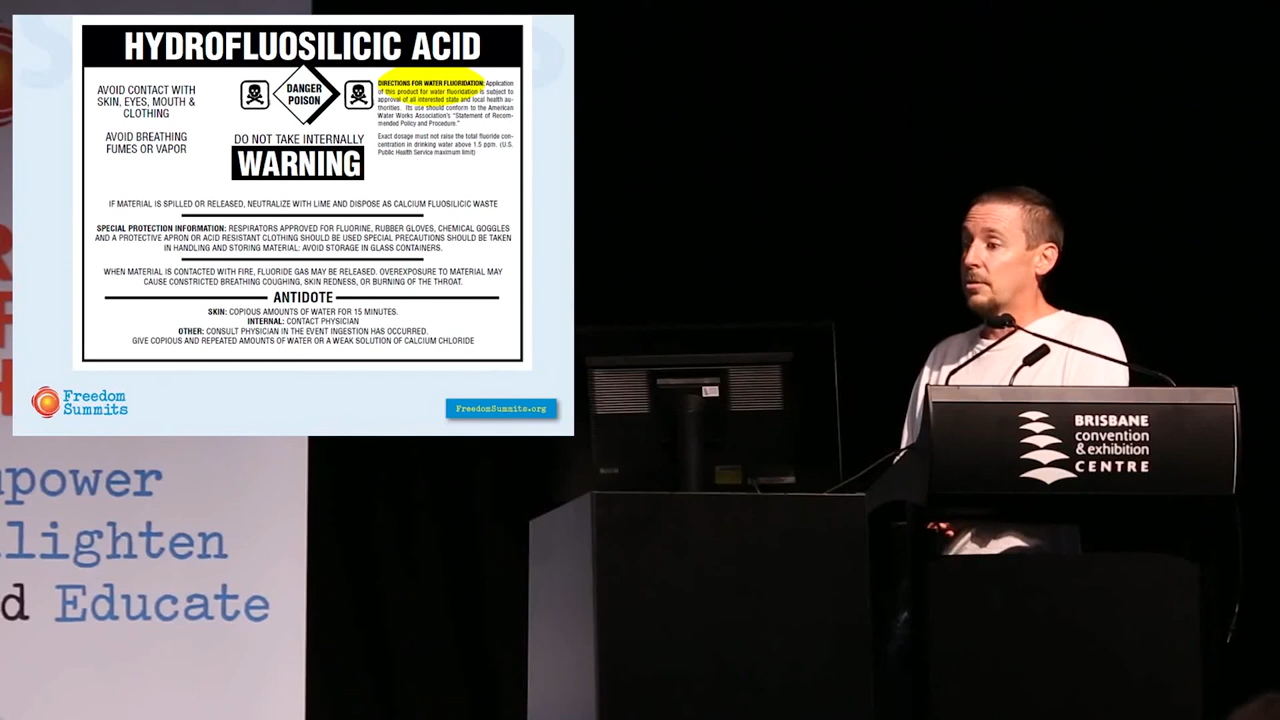 HYDROFLUOSILICIC ACID
AVOID CONTACT WITH
SKIN, EYES, MOUTH &
CLOTHING
AVOID BREATHING
FUMES OR VAPOR
DANGER
POISON
DO NOT TAKE INTERNALLY
WARNING
DIRECTIONS FOR WATER FLUORIDATION: Application
of this product for water fluoridation is subject to
approval of all interested state and local health au-
thorities. Its use should conform to the American
Water Works Association's "Statement of Recom-
mended Policy and Procedure."
Exact dosage must not raise the total fluoride con-
centration in drinking water above 1.5 ppm. (U.S.
Public Health Service maximum limit)
IF MATERIAL IS SPILLED OR RELEASED, NEUTRALIZE WITH LIME AND DISPOSE AS CALCIUM FLUOSILICIC WASTE
SPECIAL PROTECTION INFORMATION: RESPIRATORS APPROVED FOR FLUORINE, RUBBER GLOVES, CHEMICAL GOGGLES
AND A PROTECTIVE APRON OR ACID RESISTANT CLOTHING SHOULD BE USED SPECIAL PRECAUTIONS SHOULD BE TAKEN
IN HANDLING AND STORING MATERIAL: AVOID STORAGE IN GLASS CONTAINERS.
WHEN MATERIAL IS CONTACTED WITH FIRE, FLUORIDE GAS MAY BE RELEASED. OVEREXPOSURE TO MATERIAL MAY
CAUSE CONSTRICTED BREATHING COUGHING, SKIN REDNESS, OR BURNING OF THE THROAT.
ANTIDOTE
SKIN: COPIOUS AMOUNTS OF WATER FOR 15 MINUTES.
INTERNAL: CONTACT PHYSICIAN
OTHER: CONSULT PHYSICIAN IN THE EVENT INGESTION HAS OCCURRED.
GIVE COPIOUS AND REPEATED AMOUNTS OF WATER OR A WEAK SOLUTION OF CALCIUM CHLORIDE
Freedom
Summits
FreedomSummits.org
power
lighten
d Educate
BRISBANE
convention
& exhibition
CENTRE